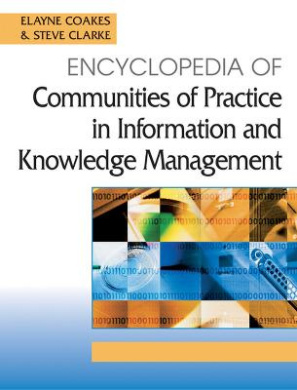 ELAYNE COAKES
& STEVE CLARKE
ENCYCLOPEDIA OF
Communities of Practice
in Information and
Knowledge Management